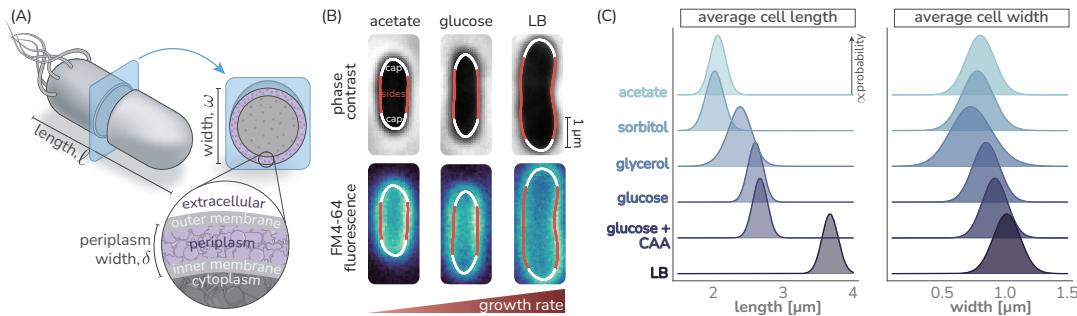 (A)
length, ℓ
width, ω
extracellular
outer membrane
periplasm
inner membrane
cytoplasm
periplasm
width, δ
(B)
acetate glucose LB
phase
contrast
cap
sides
cap
1 µm
FM4-64
fluorescence
growth rate
(C)
average cell length
∝probability
acetate
sorbitol
glycerol
glucose
glucose +
CAA
LB
2 3 4
length [µm]
average cell width
0.5 1.0 1.5
width [µm]